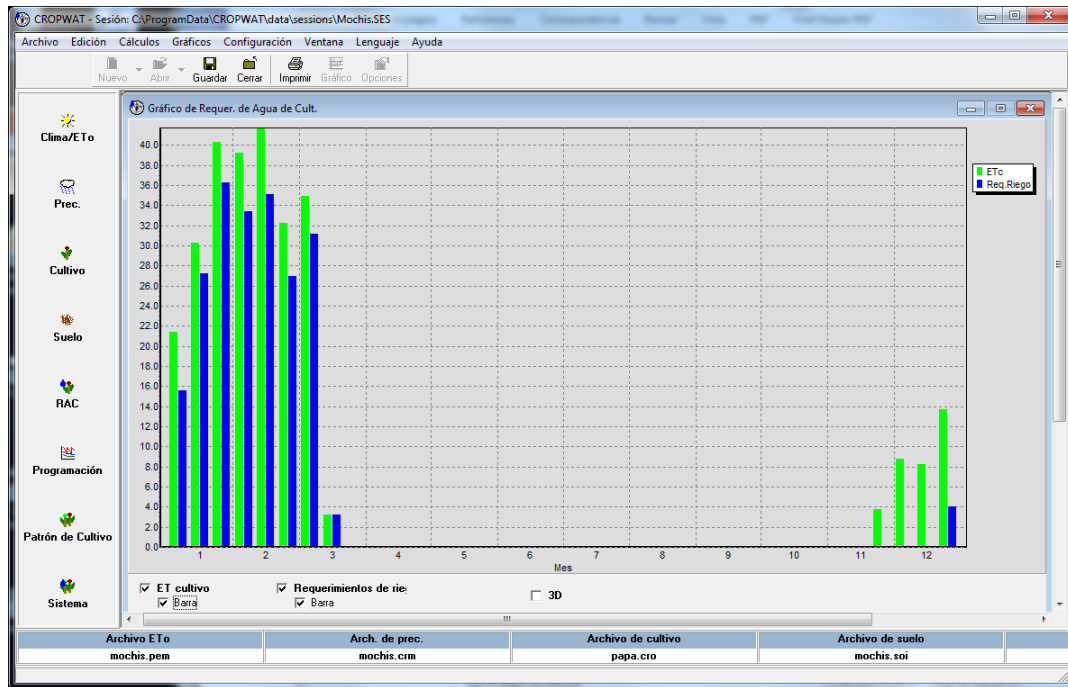 CROPWAT - Sesión: C:\ProgramData\CROPWAT\data\sessions\Mochis.SES
Archivo Edición Cálculos Gráficos Configuración Ventana Lenguaje Ayuda
Nuevo Abrir Guardar Cerrar Imprimir Gráfico Opciones
Clima/ETo
Prec.
Cultivo
Suelo
RAC
Programación
Patrón de Cultivo
Sistema
Gráfico de Requer. de Agua de Cult.
40.0
38.0
36.0
34.0
32.0
30.0
28.0
26.0
24.0
22.0
20.0
18.0
16.0
14.0
12.0
10.0
8.0
6.0
4.0
2.0
0.0
1 2 3 4 5 6 7 8 9 10 11 12
Mes
ETc
Req.Riego
ET cultivo Requerimientos de rie 3D
Barra Barra
Archivo ETo Arch. de prec. Archivo de cultivo Archivo de suelo
mochis.pem mochis.crm papa.cro mochis.soi